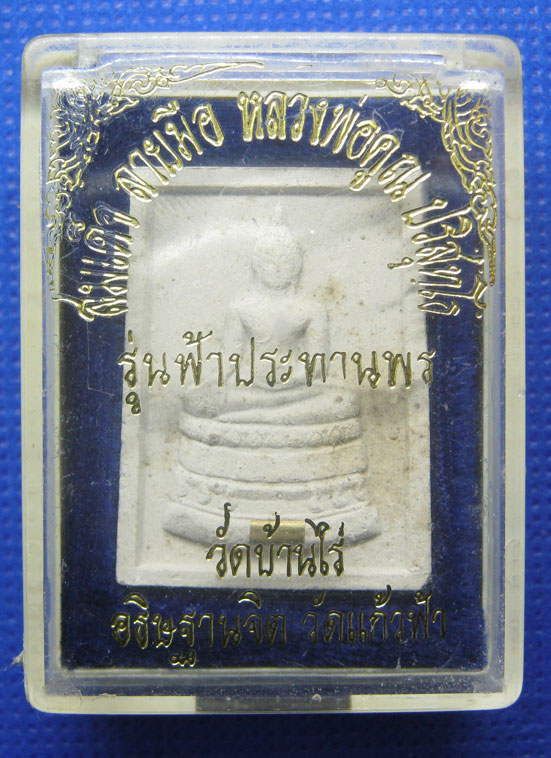 สมเด็จ ลายมือ หลวงพ่อคูณ ปริสุทฺโธ
รุ่นฟ้าประทานพร
วัดบ้านไร่
อธิษฐานจิต วัดแก้วฟ้า